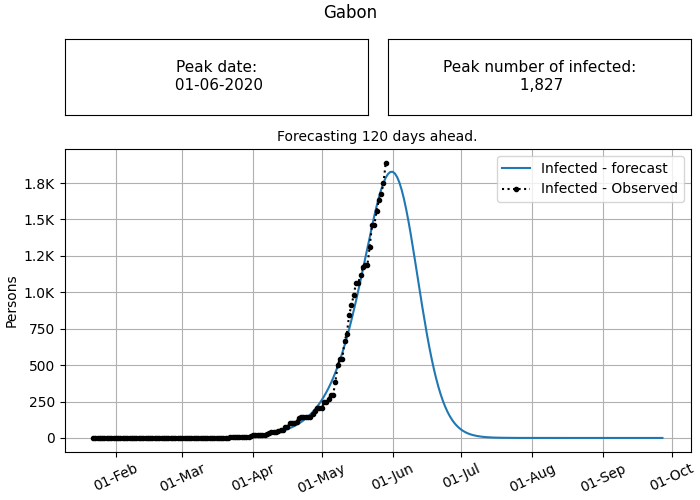 Gabon
Peak date:
01-06-2020
Peak number of infected:
1,827
Forecasting 120 days ahead.
Infected - forecast
Infected - Observed
Persons
1.8K
1.5K
1.2K
1.0K
750
500
250
0
01-Feb
01-Mar
01-Apr
01-May
01-Jun
01-Jul
01-Aug
01-Sep
01-Oct